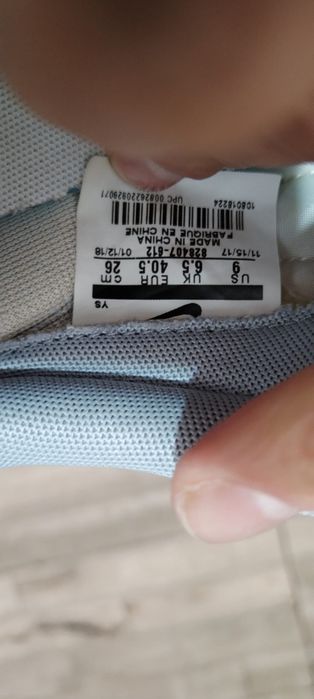 YS
US UK EUR cm
9 6.5 40.5 26
11/15/17 828407-612 01/12/18
MADE IN CHINA
FABRIQUE EN CHINE
UPC